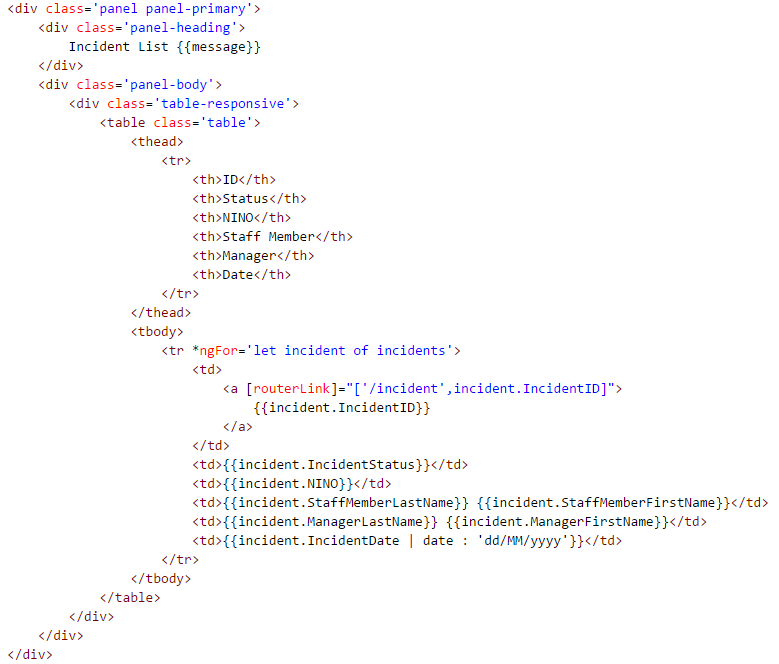 <div class='panel panel-primary'>
    <div class='panel-heading'>
        Incident List {{message}}
    </div>
    <div class='panel-body'>
        <div class='table-responsive'>
            <table class='table'>
                <thead>
                    <tr>
                        <th>ID</th>
                        <th>Status</th>
                        <th>NINO</th>
                        <th>Staff Member</th>
                        <th>Manager</th>
                        <th>Date</th>
                    </tr>
                </thead>
                <tbody>
                    <tr *ngFor='let incident of incidents'>
                        <td>
                            <a [routerLink]="['/incident',incident.IncidentID]">
                                {{incident.IncidentID}}
                            </a>
                        </td>
                        <td>{{incident.IncidentStatus}}</td>
                        <td>{{incident.NINO}}</td>
                        <td>{{incident.StaffMemberLastName}} {{incident.StaffMemberFirstName}}</td>
                        <td>{{incident.ManagerLastName}} {{incident.ManagerFirstName}}</td>
                        <td>{{incident.IncidentDate | date : 'dd/MM/yyyy'}}</td>
                    </tr>
                </tbody>
            </table>
        </div>
    </div>
</div>